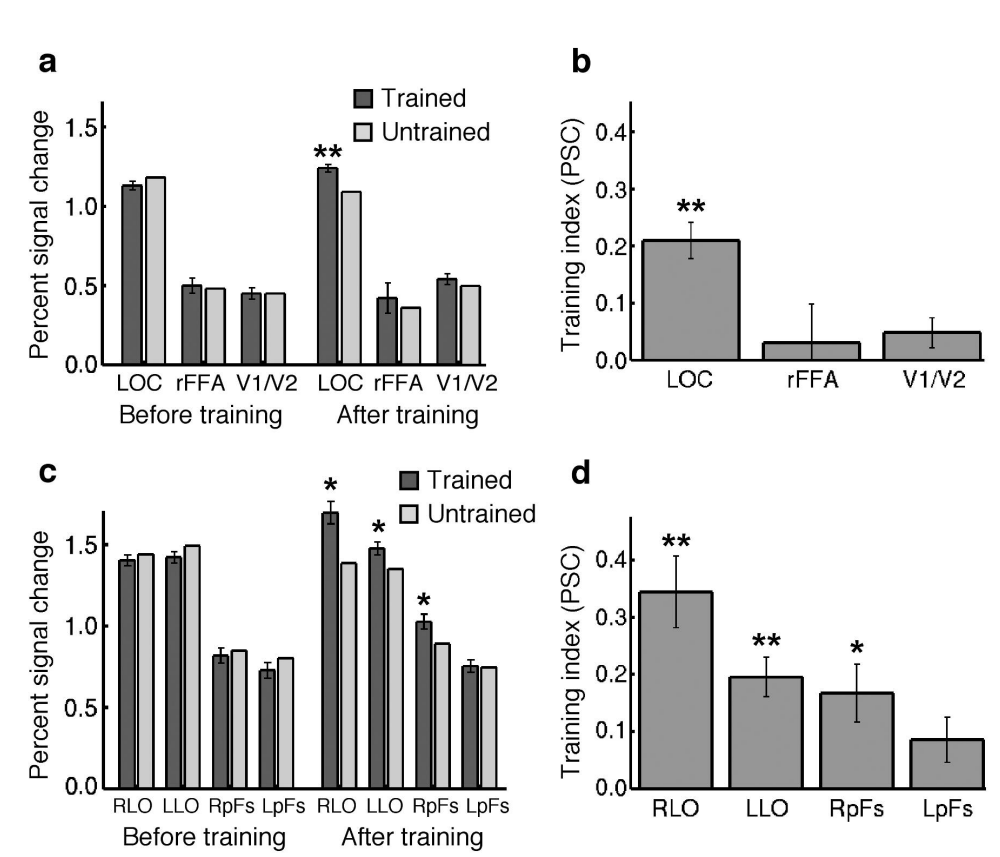 a
Trained
Untrained
Percent signal change
1.5
1.0
0.5
0.0
**
LOC rFFA V1/V2 LOC rFFA V1/V2
Before training After training
b
Training index (PSC)
0.4
0.3
0.2
0.1
0.0
**
LOC rFFA V1/V2
c
Trained
Untrained
Percent signal change
1.5
1.0
0.5
0.0
*
*
*
RLO LLO RpFs LpFs RLO LLO RpFs LpFs
Before training After training
d
Training index (PSC)
0.4
0.3
0.2
0.1
0.0
**
**
*
RLO LLO RpFs LpFs